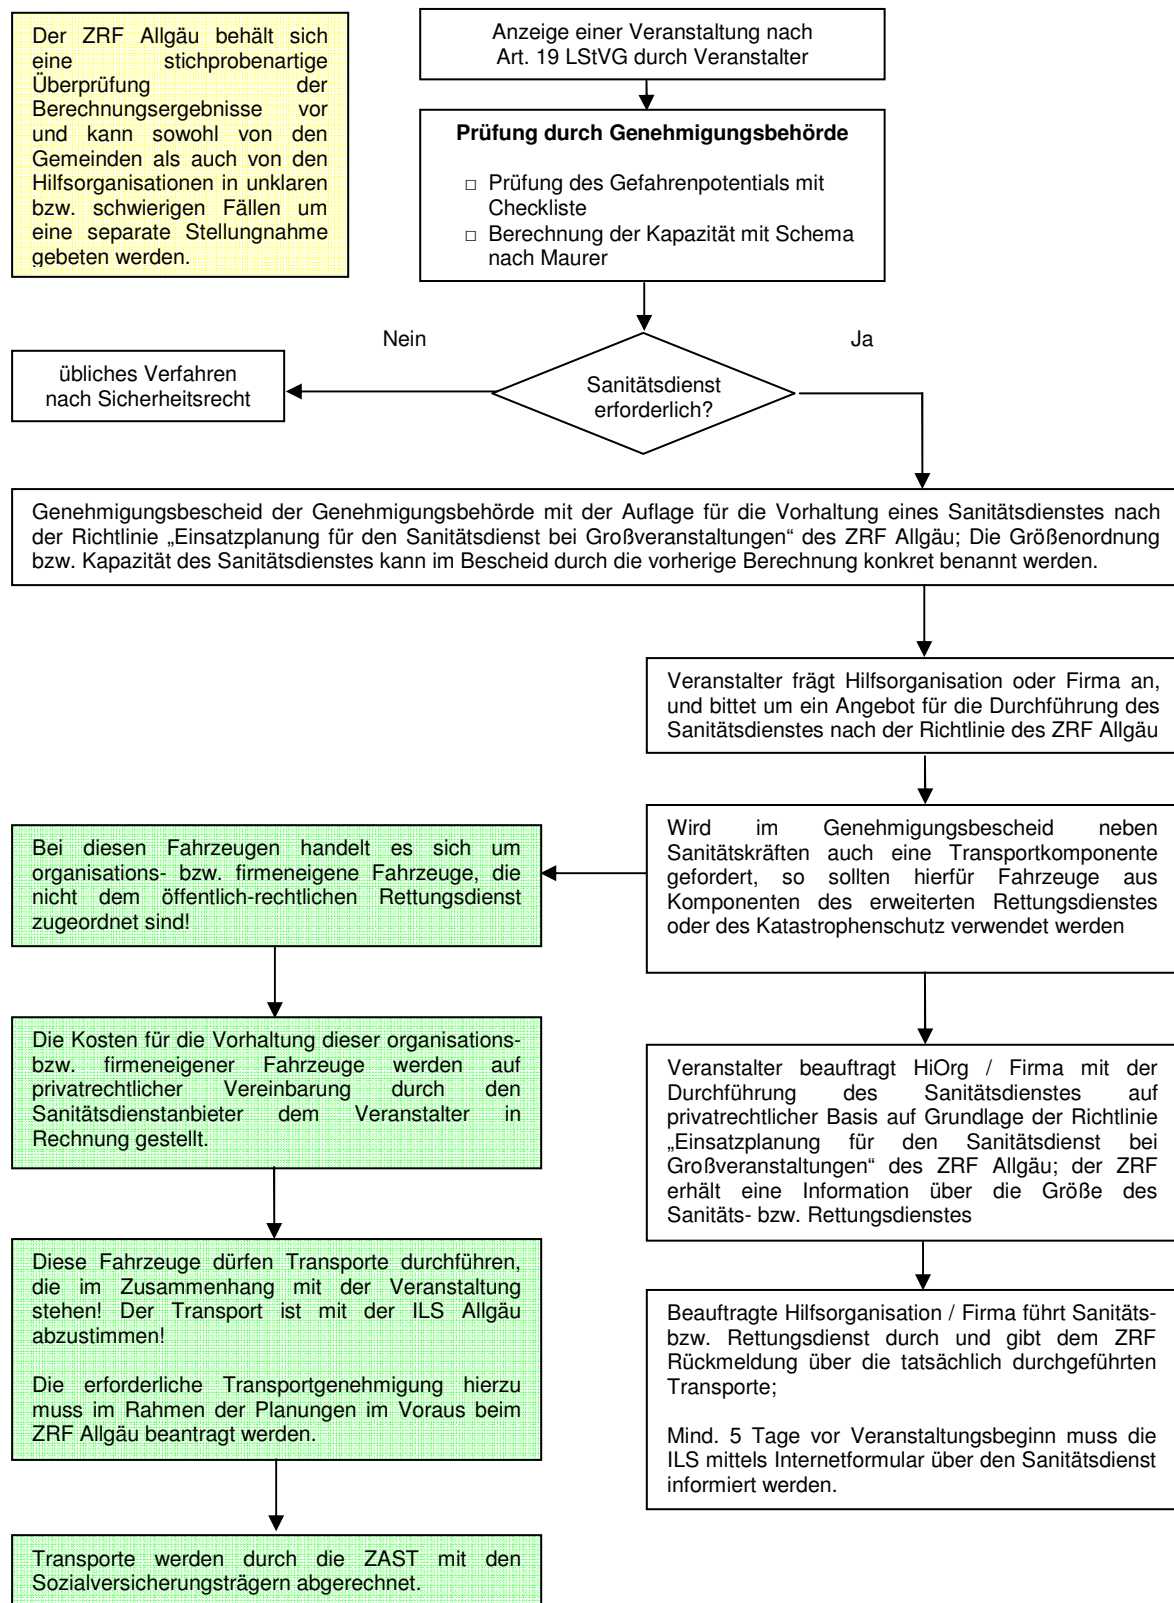 Der ZRF Allgäu behält sich
eine stichprobenartige
Überprüfung der
Berechnungsergebnisse vor
und kann sowohl von den
Gemeinden als auch von den
Hilfsorganisationen in unklaren
bzw. schwierigen Fällen um
eine separate Stellungnahme
gebeten werden.
Anzeige einer Veranstaltung nach
Art. 19 LStVG durch Veranstalter
Prüfung durch Genehmigungsbehörde
□ Prüfung des Gefahrenpotentials mit
Checkliste
□ Berechnung der Kapazität mit Schema
nach Maurer
Nein
Ja
übliches Verfahren
nach Sicherheitsrecht
Sanitätsdienst
erforderlich?
Genehmigungsbescheid der Genehmigungsbehörde mit der Auflage für die Vorhaltung eines Sanitätsdienstes nach
der Richtlinie „Einsatzplanung für den Sanitätsdienst bei Großveranstaltungen“ des ZRF Allgäu; Die Größenordnung
bzw. Kapazität des Sanitätsdienstes kann im Bescheid durch die vorherige Berechnung konkret benannt werden.
Veranstalter frägt Hilfsorganisation oder Firma an,
und bittet um ein Angebot für die Durchführung des
Sanitätsdienstes nach der Richtlinie des ZRF Allgäu
Wird im Genehmigungsbescheid neben
Sanitätskräften auch eine Transportkomponente
gefordert, so sollten hierfür Fahrzeuge aus
Komponenten des erweiterten Rettungsdienstes
oder des Katastrophenschutz verwendet werden
Bei diesen Fahrzeugen handelt es sich um
organisations- bzw. firmeneigene Fahrzeuge, die
nicht dem öffentlich-rechtlichen Rettungsdienst
zugeordnet sind!
Die Kosten für die Vorhaltung dieser organisations-
bzw. firmeneigener Fahrzeuge werden auf
privatrechtlicher Vereinbarung durch den
Sanitätsdienstanbieter dem Veranstalter in
Rechnung gestellt.
Veranstalter beauftragt HiOrg / Firma mit der
Durchführung des Sanitätsdienstes auf
privatrechtlicher Basis auf Grundlage der Richtlinie
„Einsatzplanung für den Sanitätsdienst bei
Großveranstaltungen“ des ZRF Allgäu; der ZRF
erhält eine Information über die Größe des
Sanitäts- bzw. Rettungsdienstes
Diese Fahrzeuge dürfen Transporte durchführen,
die im Zusammenhang mit der Veranstaltung
stehen! Der Transport ist mit der ILS Allgäu
abzustimmen!
Die erforderliche Transportgenehmigung hierzu
muss im Rahmen der Planungen im Voraus beim
ZRF Allgäu beantragt werden.
Beauftragte Hilfsorganisation / Firma führt Sanitäts-
bzw. Rettungsdienst durch und gibt dem ZRF
Rückmeldung über die tatsächlich durchgeführten
Transporte;
Mind. 5 Tage vor Veranstaltungsbeginn muss die
ILS mittels Internetformular über den Sanitätsdienst
informiert werden.
Transporte werden durch die ZAST mit den
Sozialversicherungsträgern abgerechnet.